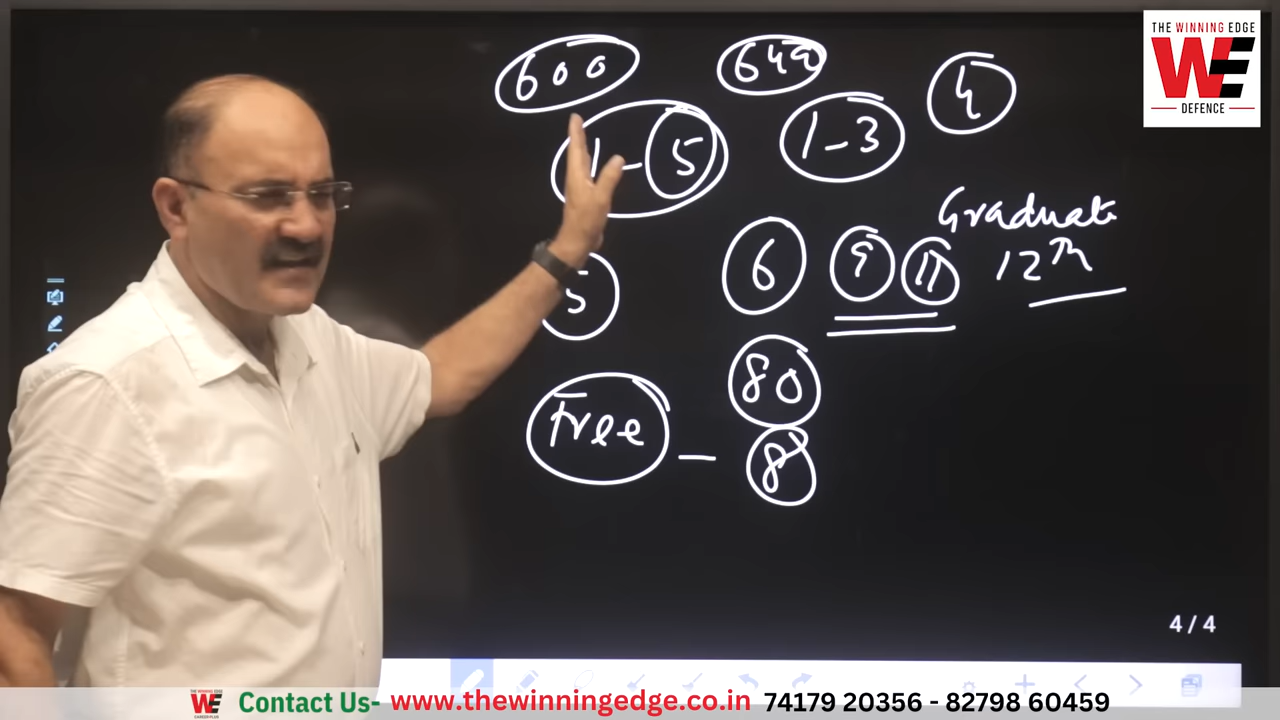 600 649 4
1-5 1-3
Graduate
5 6 9 11 12th
80
Free - 8
4 / 4
THE WINNING EDGE
WE
DEFENCE
WE Contact Us- www.thewinningedge.co.in 74179 20356 - 82798 60459